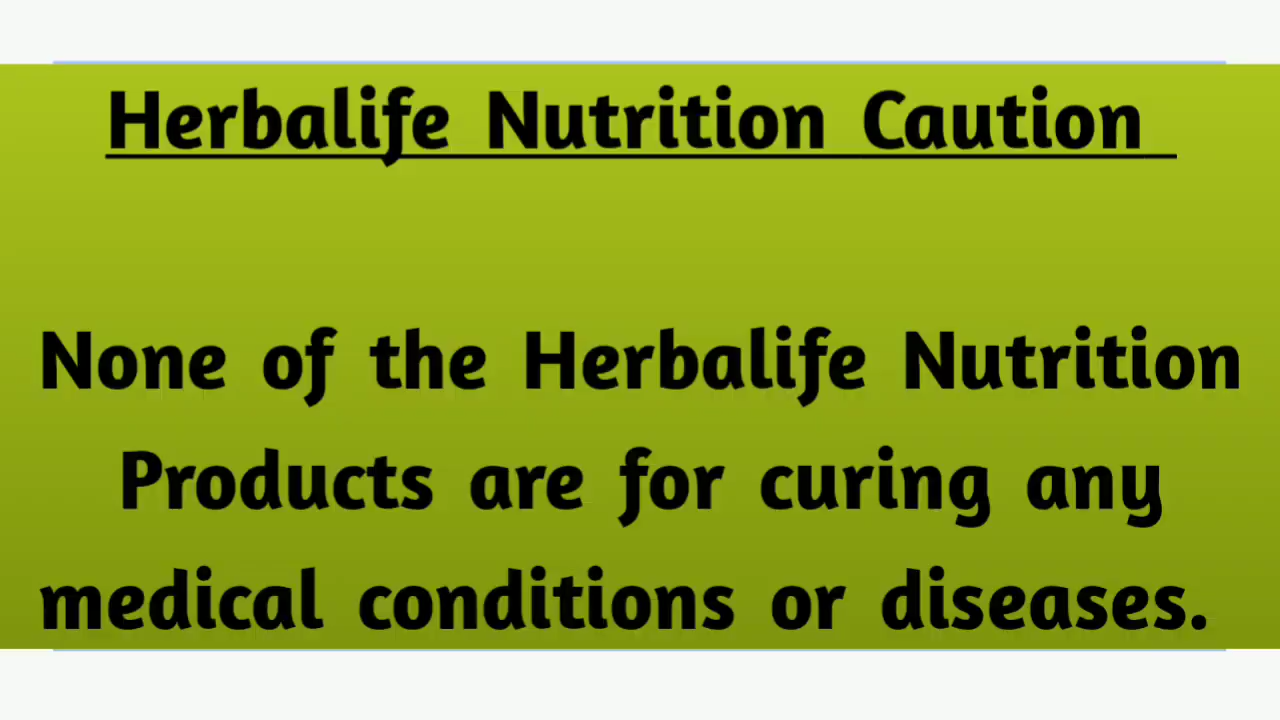 Herbalife Nutrition Caution
None of the Herbalife Nutrition
Products are for curing any
medical conditions or diseases.